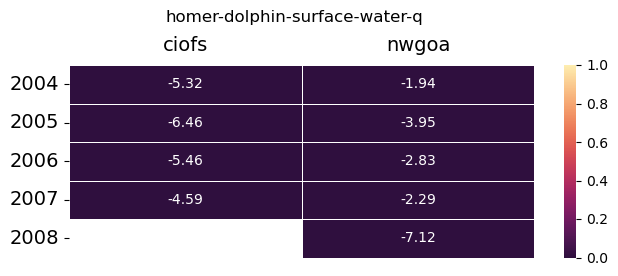 homer-dolphin-surface-water-q
ciofs nwgoa
2004 -5.32 -1.94
2005 -6.46 -3.95
2006 -5.46 -2.83
2007 -4.59 -2.29
2008 -7.12
1.0
0.8
0.6
0.4
0.2
0.0